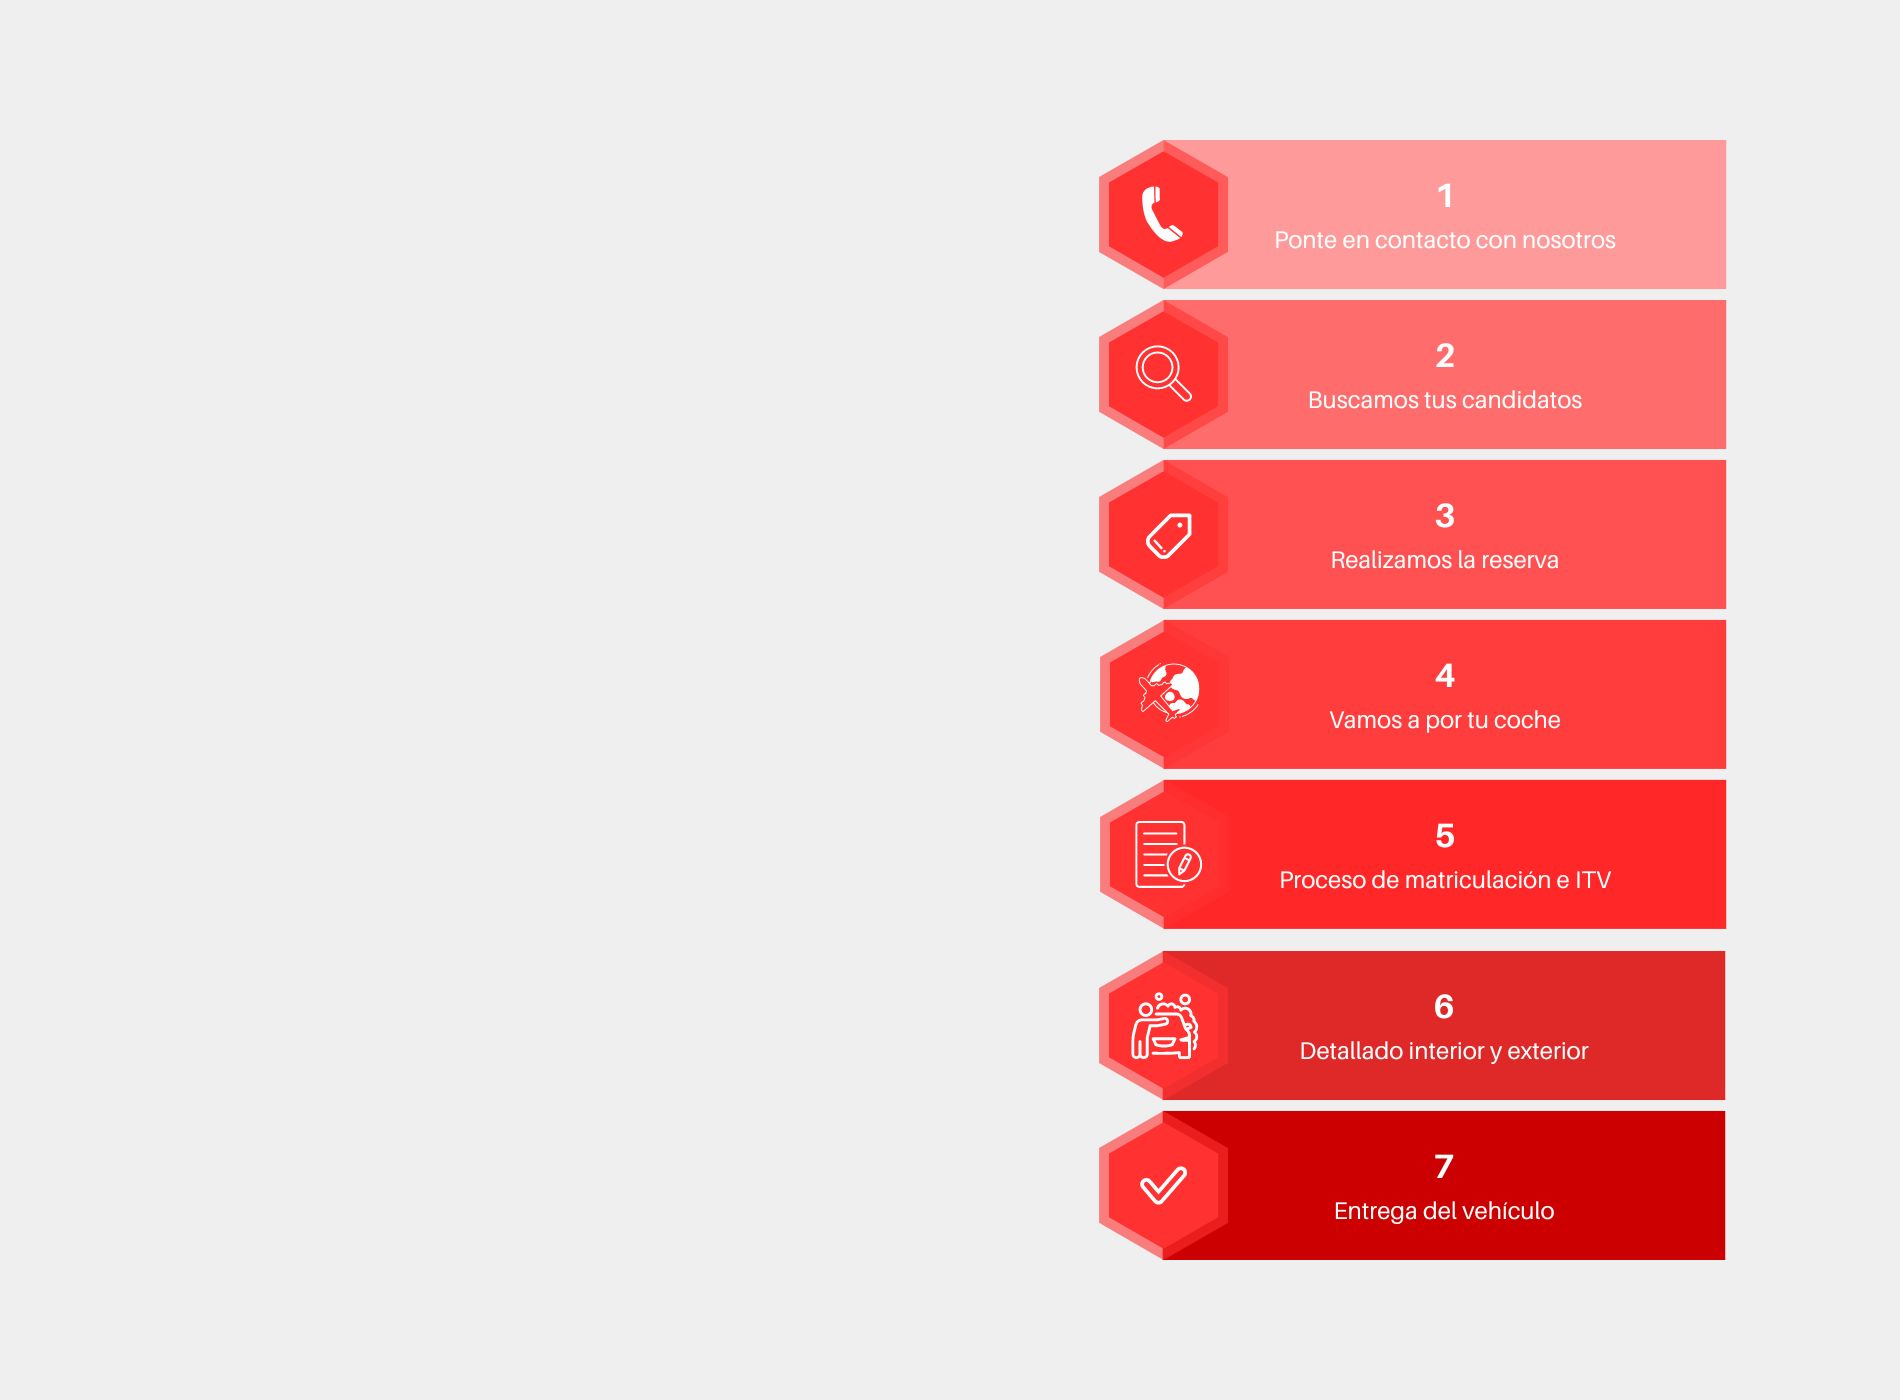 1
Ponte en contacto con nosotros
2
Buscamos tus candidatos
3
Realizamos la reserva
4
Vamos a por tu coche
5
Proceso de matriculación e ITV
6
Detallado interior y exterior
7
Entrega del vehículo